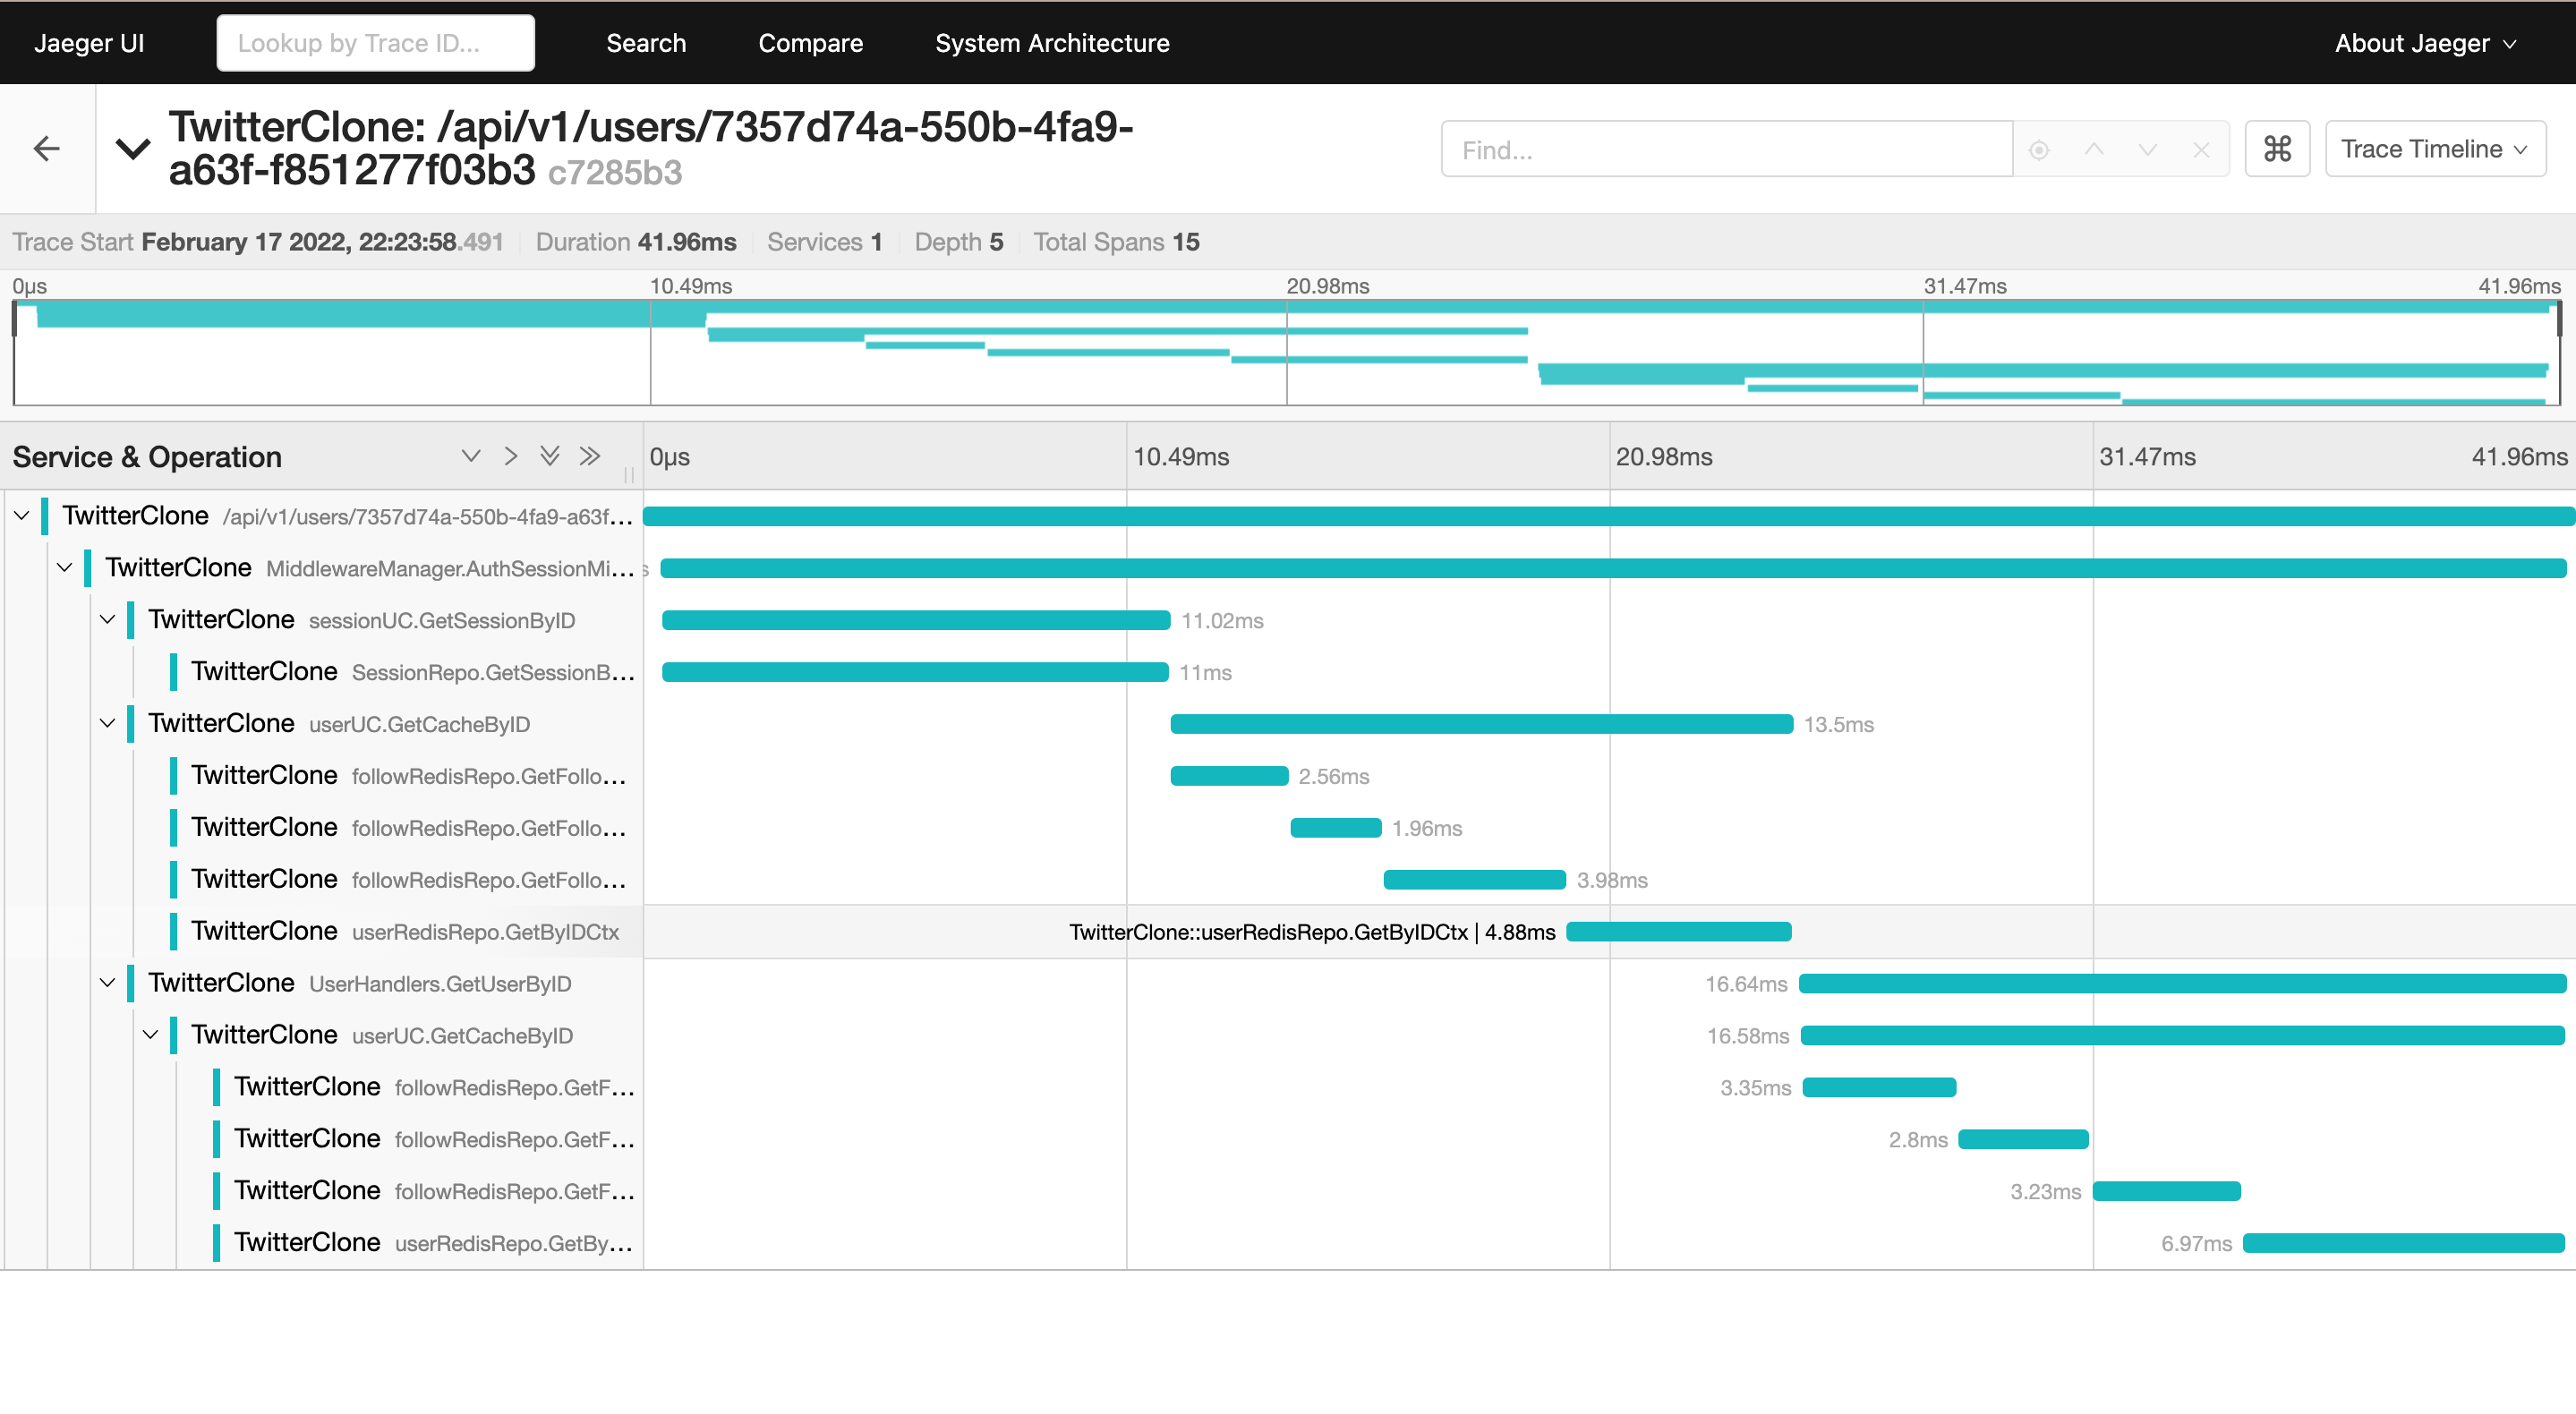 Jaeger UI Lookup by Trace ID... Search Compare System Architecture About Jaeger
TwitterClone: /api/v1/users/7357d74a-550b-4fa9-
a63f-f851277f03b3 c7285b3
Find... ⌘ Trace Timeline
Trace Start February 17 2022, 22:23:58.491 Duration 41.96ms Services 1 Depth 5 Total Spans 15
0μs 10.49ms 20.98ms 31.47ms 41.96ms
Service & Operation 0μs 10.49ms 20.98ms 31.47ms 41.96ms
TwitterClone /api/v1/users/7357d74a-550b-4fa9-a63f...
TwitterClone MiddlewareManager.AuthSessionMi... s
TwitterClone sessionUC.GetSessionByID 11.02ms
TwitterClone SessionRepo.GetSessionB... 11ms
TwitterClone userUC.GetCacheByID 13.5ms
TwitterClone followRedisRepo.GetFollo... 2.56ms
TwitterClone followRedisRepo.GetFollo... 1.96ms
TwitterClone followRedisRepo.GetFollo... 3.98ms
TwitterClone userRedisRepo.GetByIDCtx TwitterClone::userRedisRepo.GetByIDCtx | 4.88ms
TwitterClone UserHandlers.GetUserByID 16.64ms
TwitterClone userUC.GetCacheByID 16.58ms
TwitterClone followRedisRepo.GetF... 3.35ms
TwitterClone followRedisRepo.GetF... 2.8ms
TwitterClone followRedisRepo.GetF... 3.23ms
TwitterClone userRedisRepo.GetBy... 6.97ms